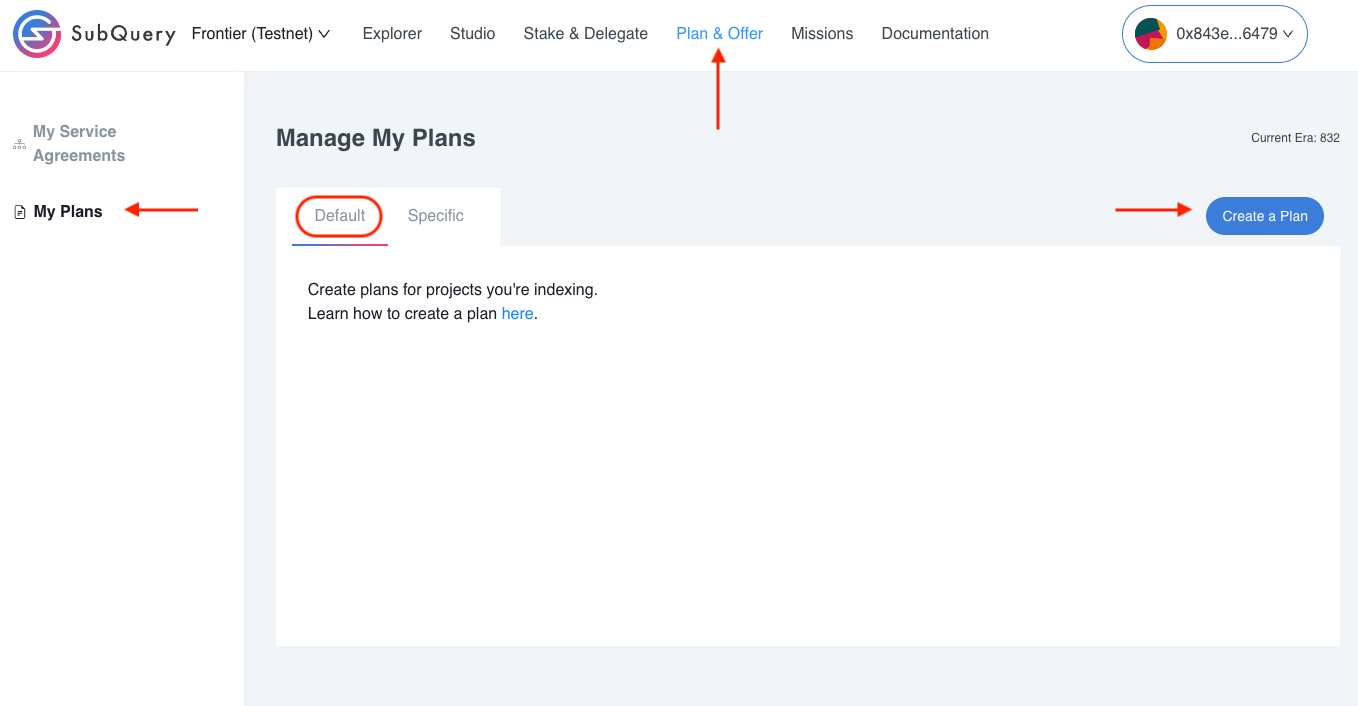 SubQuery Frontier (Testnet) Explorer Studio Stake & Delegate Plan & Offer Missions Documentation 0x843e...6479
My Service
Agreements
My Plans
Manage My Plans
Current Era: 832
Default Specific
Create a Plan
Create plans for projects you're indexing.
Learn how to create a plan here.